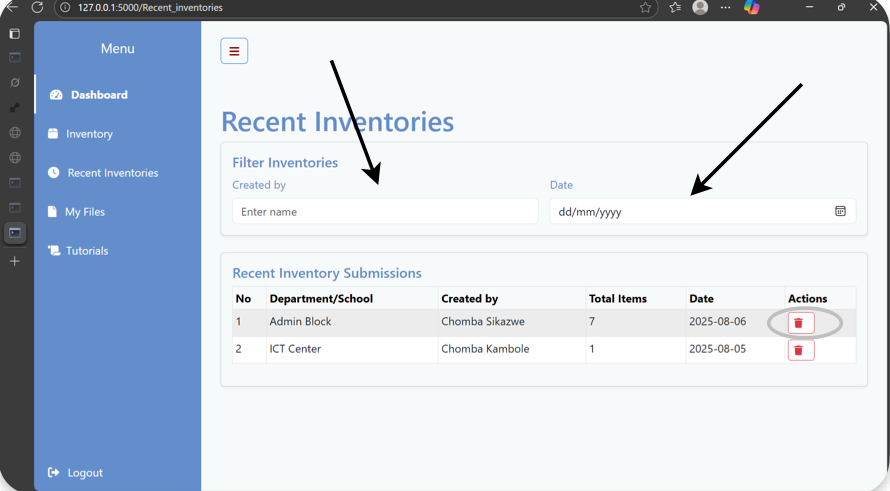 127.0.0.1:5000/Recent_inventories
Menu
Dashboard
Inventory
Recent Inventories
My Files
Tutorials
Logout
Recent Inventories
Filter Inventories
Created by Date
Enter name dd/mm/yyyy
Recent Inventory Submissions
No Department/School Created by Total Items Date Actions
1 Admin Block Chomba Sikazwe 7 2025-08-06
2 ICT Center Chomba Kambole 1 2025-08-05